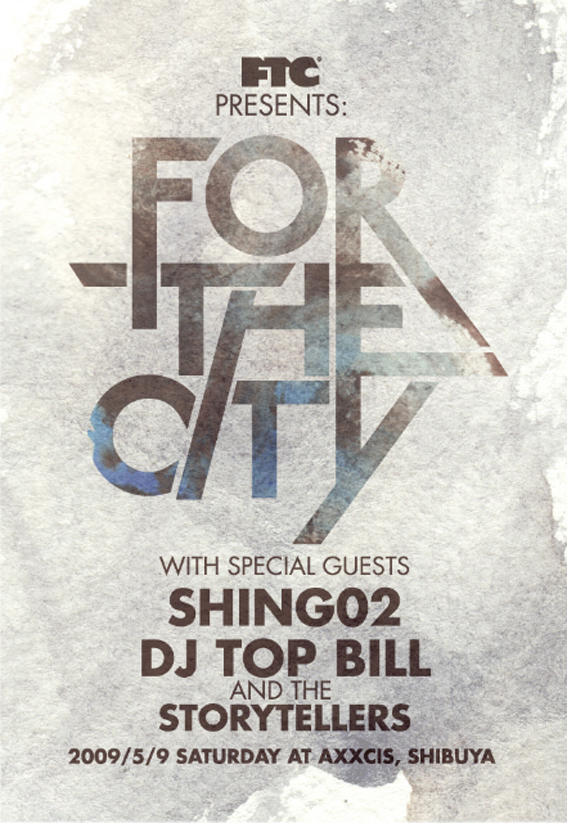 FTC
PRESENTS:
FOR
THE
CITY
WITH SPECIAL GUESTS
SHING02
DJ TOP BILL
AND THE
STORYTELLERS
2009/5/9 SATURDAY AT AXXCIS, SHIBUYA